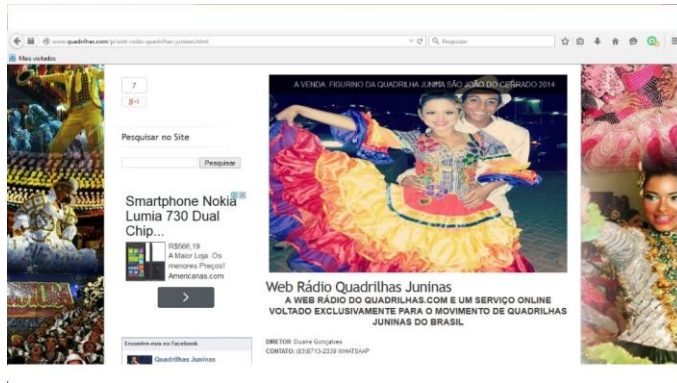 www.quadrilhas.com/p/web-radio-quadrilhas-juninas.html
Pesquisar
Mais visitados
7
g+1
Pesquisar no Site
Pesquisar
Smartphone Nokia
Lumia 730 Dual
Chip...
R$566,19
A Maior Loja. Os
menores Preços!
Americanas.com
Encontre-nos no Facebook
Quadrilhas Juninas
A VENDA: FIGURINO DA QUADRILHA JUNINA SÃO JOÃO DO CERRADO 2014
Web Rádio Quadrilhas Juninas
A WEB RÁDIO DO QUADRILHAS.COM E UM SERVIÇO ONLINE
VOLTADO EXCLUSIVAMENTE PARA O MOVIMENTO DE QUADRILHAS
JUNINAS DO BRASIL
DIRETOR: Duane Gonçalves
CONTATO: (83)8713-2339 WHATSAAP